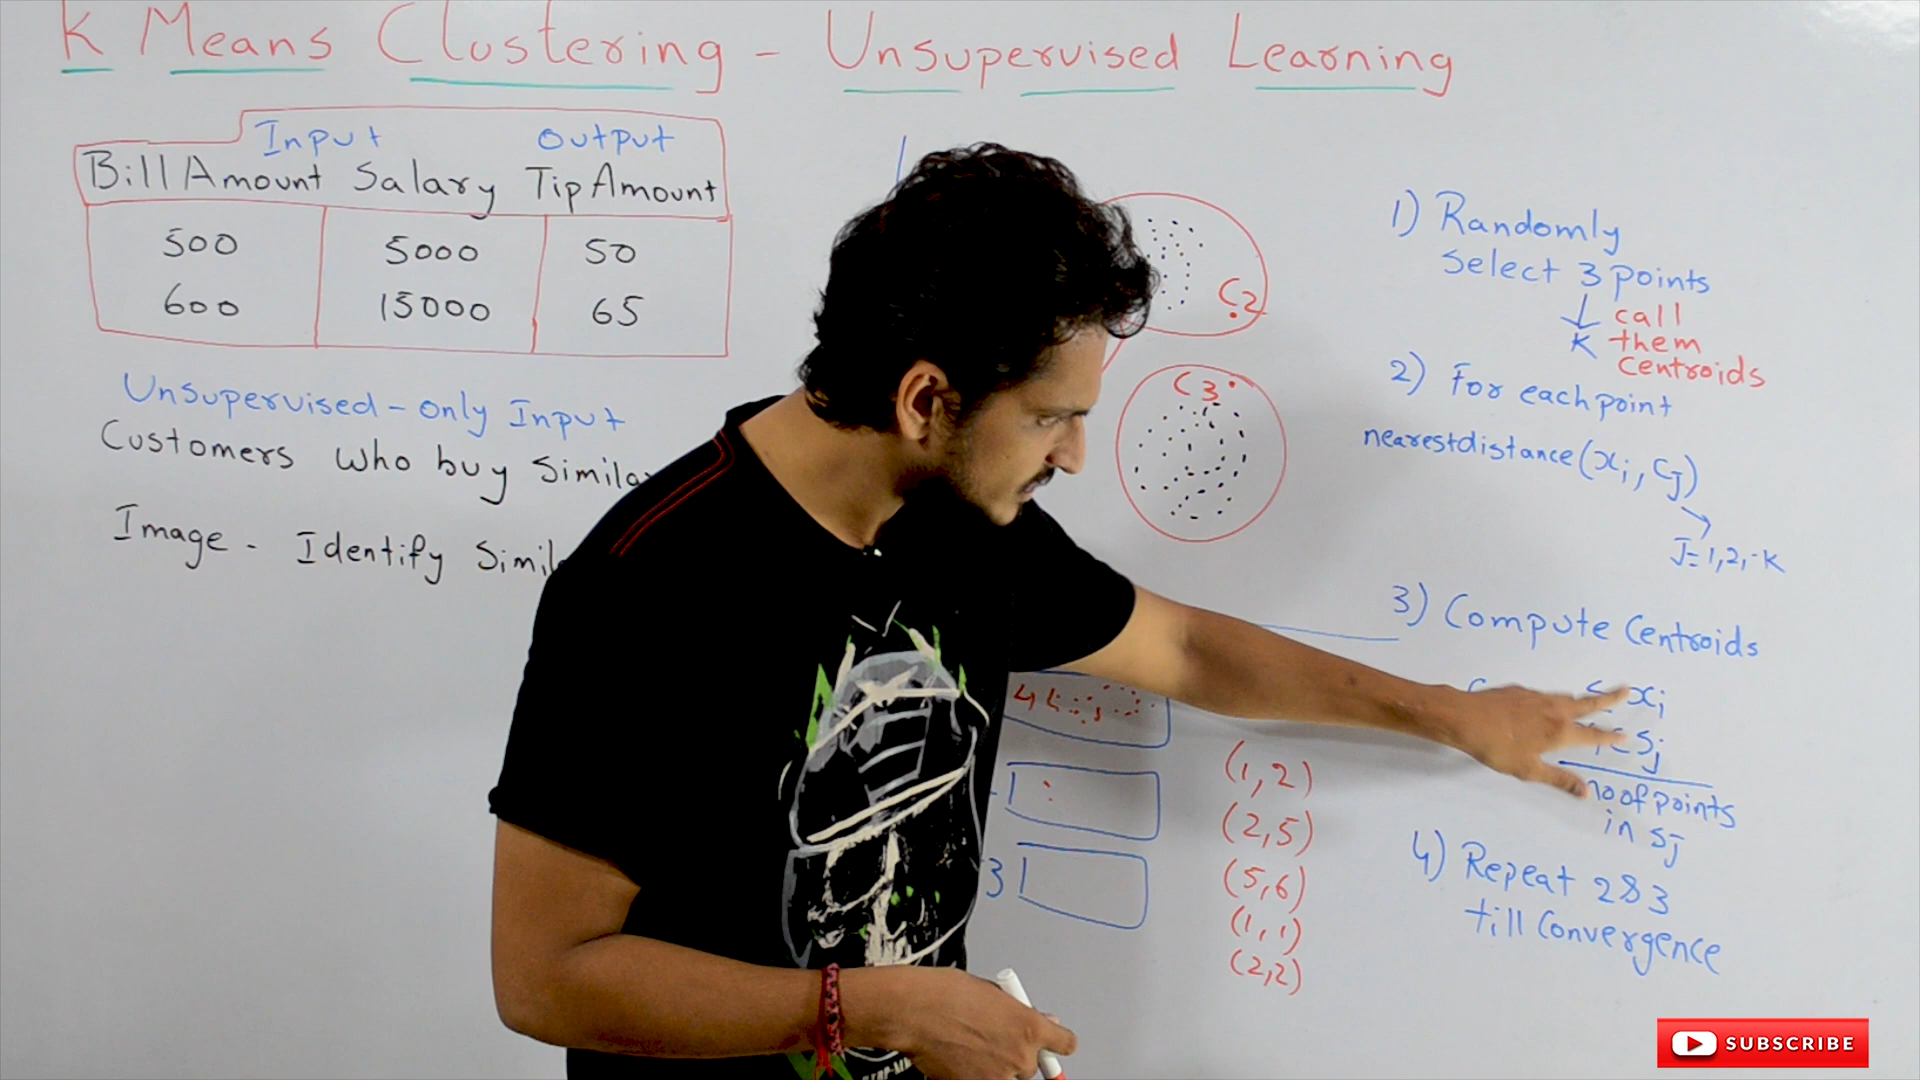 K Means Clustering - Unsupervised Learning
Input Output
Bill Amount Salary Tip Amount
500 5000 50
600 15000 65
Unsupervised - only Input
Customers who buy
Image - Identify
C2
C3
1) Randomly
Select 3 points
↓ call
K them
Centroids
2) For each point
nearest distance (xi, cj)
J = 1, 2, - K
3) Compute Centroids
xi
Sj
no of points
in Sj
4) Repeat 2 & 3
till Convergence
3
(1, 2)
(2, 5)
(5, 6)
(1, 1)
(2, 2)
SUBSCRIBE